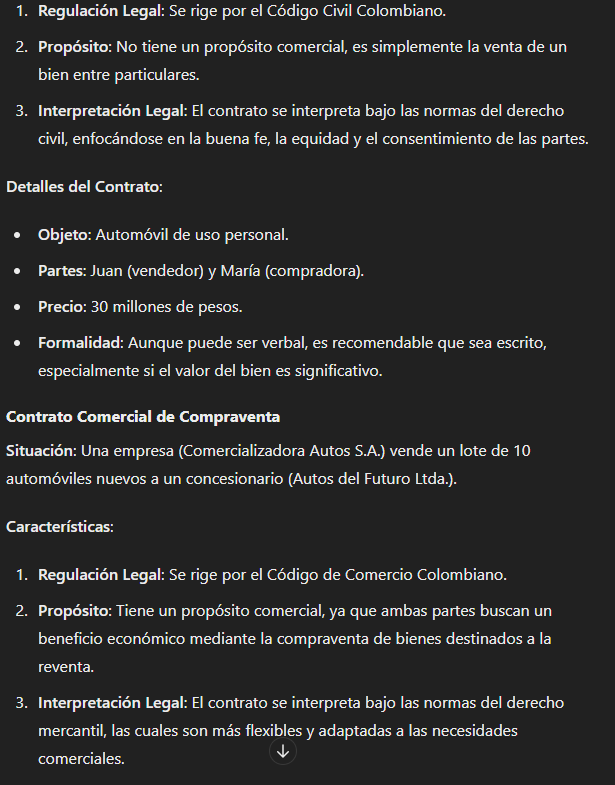 1. Regulación Legal: Se rige por el Código Civil Colombiano.
2. Propósito: No tiene un propósito comercial, es simplemente la venta de un
bien entre particulares.
3. Interpretación Legal: El contrato se interpreta bajo las normas del derecho
civil, enfocándose en la buena fe, la equidad y el consentimiento de las partes.
Detalles del Contrato:
• Objeto: Automóvil de uso personal.
• Partes: Juan (vendedor) y María (compradora).
• Precio: 30 millones de pesos.
• Formalidad: Aunque puede ser verbal, es recomendable que sea escrito,
especialmente si el valor del bien es significativo.
Contrato Comercial de Compraventa
Situación: Una empresa (Comercializadora Autos S.A.) vende un lote de 10
automóviles nuevos a un concesionario (Autos del Futuro Ltda.).
Características:
1. Regulación Legal: Se rige por el Código de Comercio Colombiano.
2. Propósito: Tiene un propósito comercial, ya que ambas partes buscan un
beneficio económico mediante la compraventa de bienes destinados a la
reventa.
3. Interpretación Legal: El contrato se interpreta bajo las normas del derecho
mercantil, las cuales son más flexibles y adaptadas a las necesidades
comerciales.